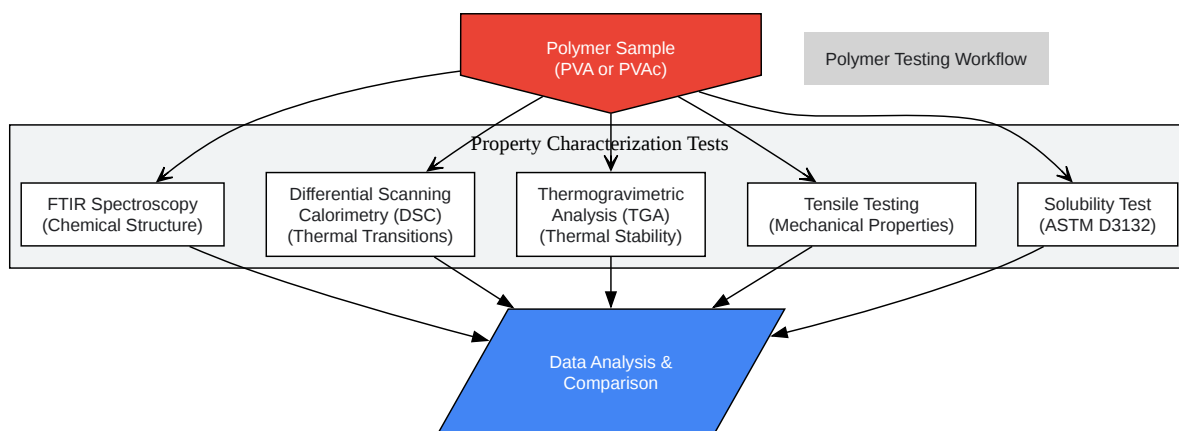 Polymer Sample
(PVA or PVAc)
Polymer Testing Workflow
Property Characterization Tests
FTIR Spectroscopy
(Chemical Structure)
Differential Scanning
Calorimetry (DSC)
(Thermal Transitions)
Thermogravimetric
Analysis (TGA)
(Thermal Stability)
Tensile Testing
(Mechanical Properties)
Solubility Test
(ASTM D3132)
Data Analysis &
Comparison